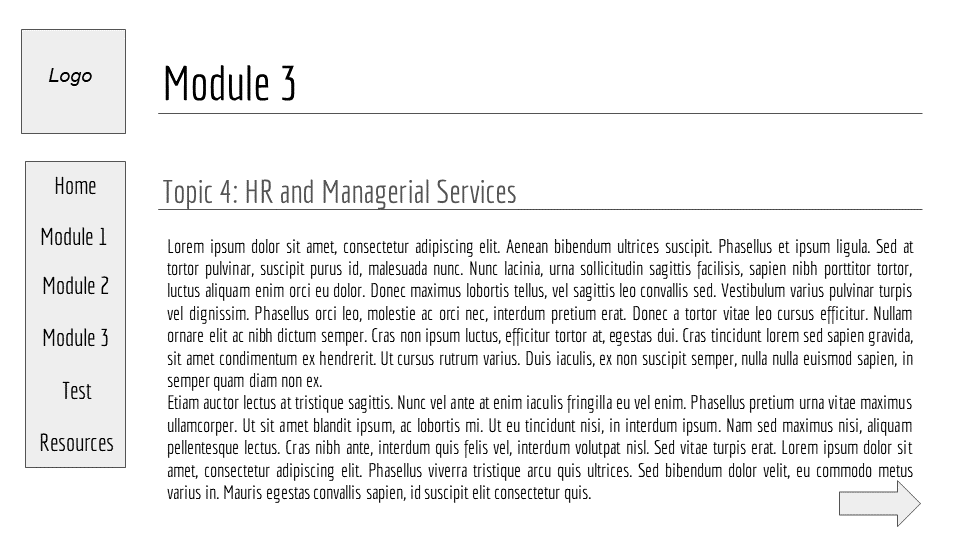 Logo
Module 3
Home
Module 1
Module 2
Module 3
Test
Resources
Topic 4: HR and Managerial Services
Lorem ipsum dolor sit amet, consectetur adipiscing elit. Aenean bibendum ultrices suscipit. Phasellus et ipsum ligula. Sed at
tortor pulvinar, suscipit purus id, malesuada nunc. Nunc lacinia, urna sollicitudin sagittis facilisis, sapien nibh porttitor tortor,
luctus aliquam enim orci eu dolor. Donec maximus lobortis tellus, vel sagittis leo convallis sed. Vestibulum varius pulvinar turpis
vel dignissim. Phasellus orci leo, molestie ac orci nec, interdum pretium erat. Donec a tortor vitae leo cursus efficitur. Nullam
ornare elit ac nibh dictum semper. Cras non ipsum luctus, efficitur tortor at, egestas dui. Cras tincidunt lorem sed sapien gravida,
sit amet condimentum ex hendrerit. Ut cursus rutrum varius. Duis iaculis, ex non suscipit semper, nulla nulla euismod sapien, in
semper quam diam non ex.
Etiam auctor lectus at tristique sagittis. Nunc vel ante at enim iaculis fringilla eu vel enim. Phasellus pretium urna vitae maximus
ullamcorper. Ut sit amet blandit ipsum, ac lobortis mi. Ut eu tincidunt nisi, in interdum ipsum. Nam sed maximus nisi, aliquam
pellentesque lectus. Cras nibh ante, interdum quis felis vel, interdum volutpat nisl. Sed vitae turpis erat. Lorem ipsum dolor sit
amet, consectetur adipiscing elit. Phasellus viverra tristique arcu quis ultrices. Sed bibendum dolor velit, eu commodo metus
varius in. Mauris egestas convallis sapien, id suscipit elit consectetur quis.